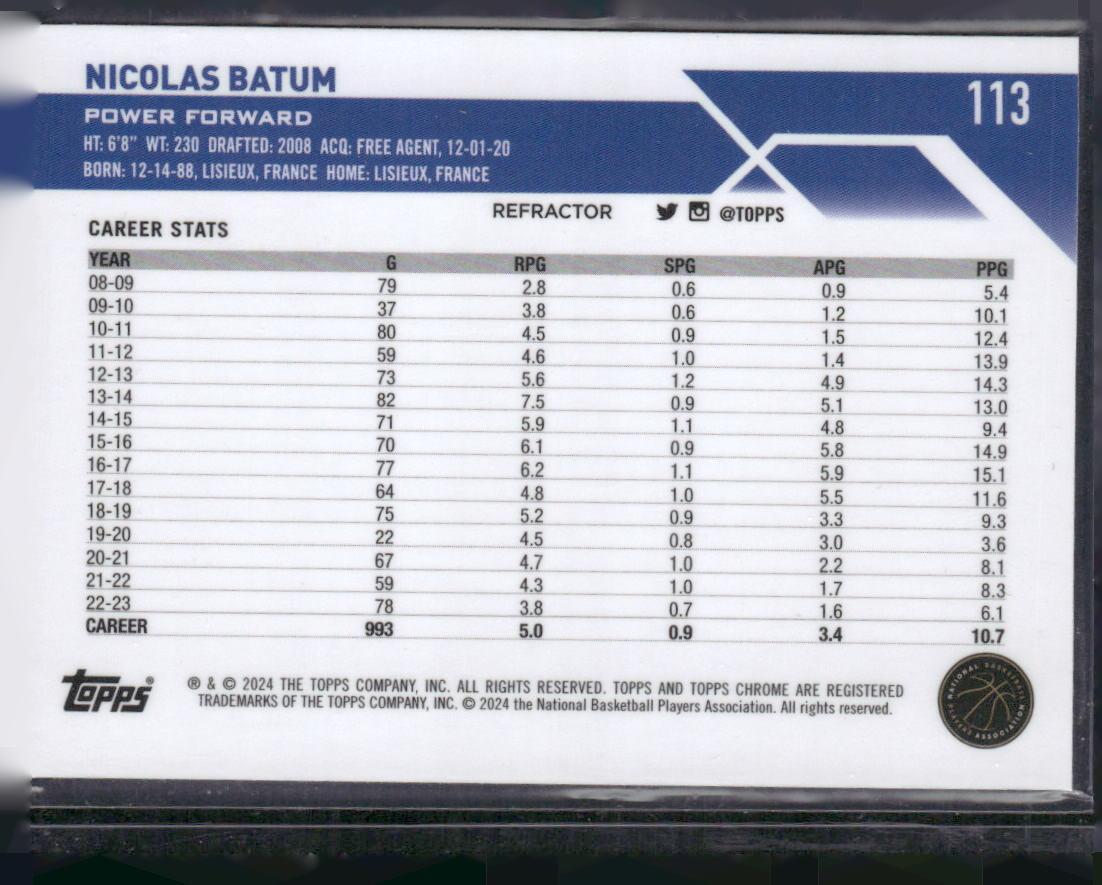 NICOLAS BATUM
113
POWER FORWARD
HT: 6'8" WT: 230 DRAFTED: 2008 ACQ: FREE AGENT, 12-01-20
BORN: 12-14-88, LISIEUX, FRANCE HOME: LISIEUX, FRANCE
REFRACTOR @TOPPS
CAREER STATS
YEAR G RPG SPG APG PPG
08-09 79 2.8 0.6 0.9 5.4
09-10 37 3.8 0.6 1.2 10.1
10-11 80 4.5 0.9 1.5 12.4
11-12 59 4.6 1.0 1.4 13.9
12-13 73 5.6 1.2 4.9 14.3
13-14 82 7.5 0.9 5.1 13.0
14-15 71 5.9 1.1 4.8 9.4
15-16 70 6.1 0.9 5.8 14.9
16-17 77 6.2 1.1 5.9 15.1
17-18 64 4.8 1.0 5.5 11.6
18-19 75 5.2 0.9 3.3 9.3
19-20 22 4.5 0.8 3.0 3.6
20-21 67 4.7 1.0 2.2 8.1
21-22 59 4.3 1.0 1.7 8.3
22-23 78 3.8 0.7 1.6 6.1
CAREER 993 5.0 0.9 3.4 10.7
topps®
® & © 2024 THE TOPPS COMPANY, INC. ALL RIGHTS RESERVED. TOPPS AND TOPPS CHROME ARE REGISTERED
TRADEMARKS OF THE TOPPS COMPANY, INC. © 2024 the National Basketball Players Association. All rights reserved.
NATIONAL BASKETBALL
PLAYERS ASSOCIATION